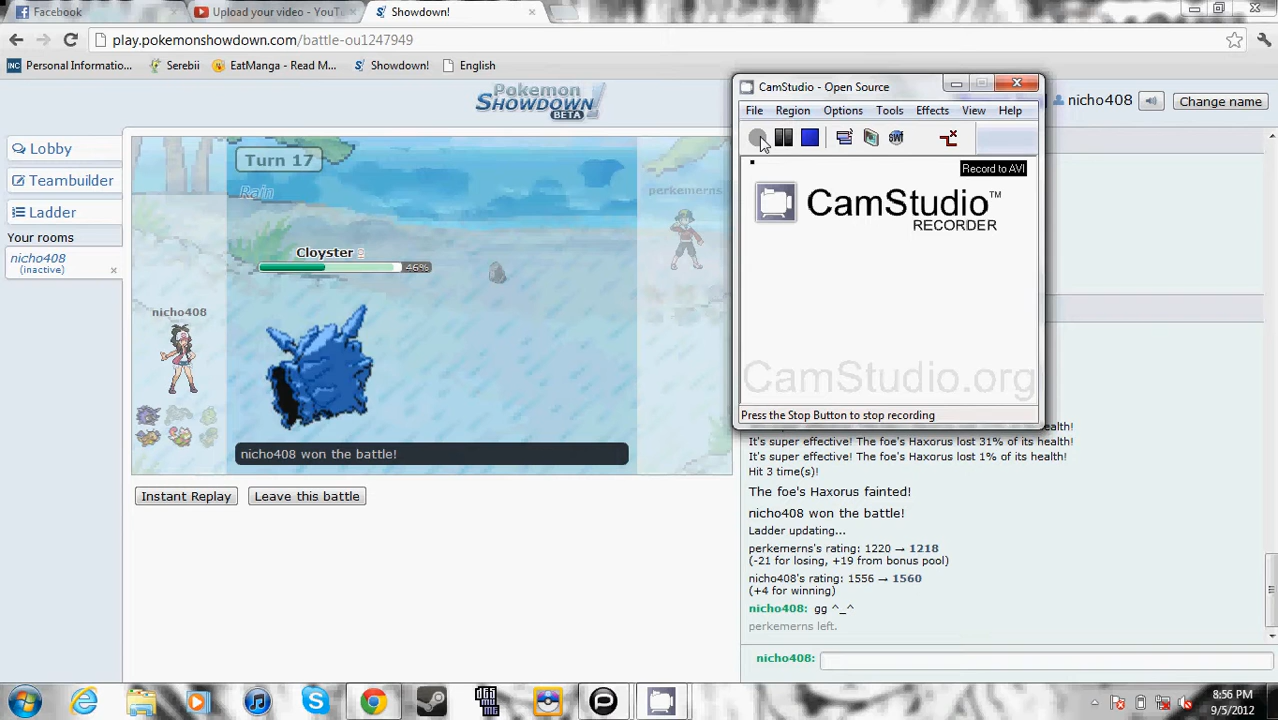 Facebook
Upload your video - YouTu
Showdown!
play.pokemonshowdown.com/battle-ou1247949
Personal Informatio...
Serebii
EatManga - Read M...
Showdown!
English
Pokemon
SHOWDOWN!
BETA
nicho408
Change name
Lobby
Teambuilder
Ladder
Your rooms
nicho408
(inactive)
Turn 17
Rain
perkemerns
Cloyster
46%
nicho408
nicho408 won the battle!
Instant Replay
Leave this battle
CamStudio - Open Source
File Region Options Tools Effects View Help
Record to AVI
CamStudio™
RECORDER
CamStudio.org
Press the Stop Button to stop recording
It's super effective! The foe's Haxorus lost 31% of its health!
It's super effective! The foe's Haxorus lost 1% of its health!
Hit 3 time(s)!
The foe's Haxorus fainted!
nicho408 won the battle!
Ladder updating...
perkemerns's rating: 1220 → 1218
(-21 for losing, +19 from bonus pool)
nicho408's rating: 1556 → 1560
(+4 for winning)
nicho408: gg ^_^
perkemerns left.
nicho408:
8:56 PM
9/5/2012